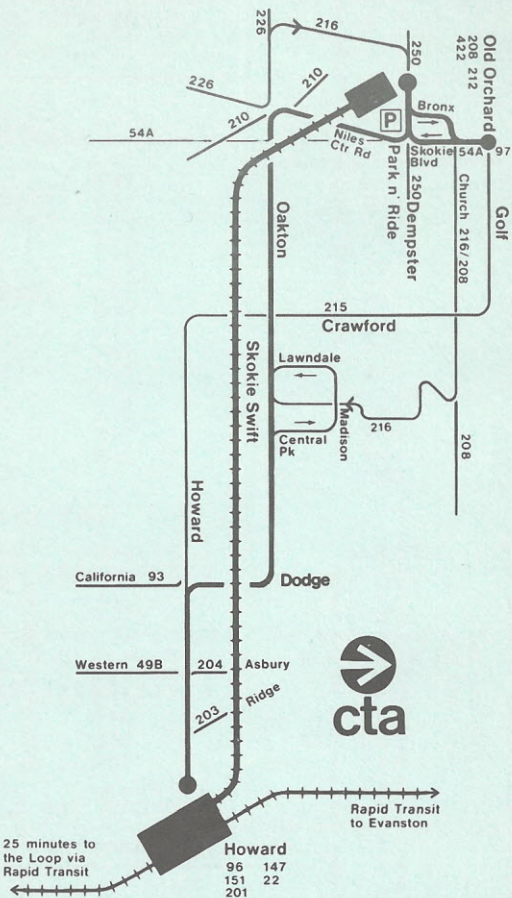 226
216
226
210
210
250
Old Orchard
208 212
422
P
Bronx
Niles
Ctr Rd
54A
Skokie
Blvd
54A
97
Park n' Ride
250
Dempster
Church 216/208
Golf
Oakton
215
Crawford
Skokie Swift
Lawndale
Madison
216
Central
Pk
208
Howard
California 93
Dodge
Western 49B
204
Asbury
203
Ridge
cta
Rapid Transit
to Evanston
25 minutes to
the Loop via
Rapid Transit
Howard
96 147
151 22
201